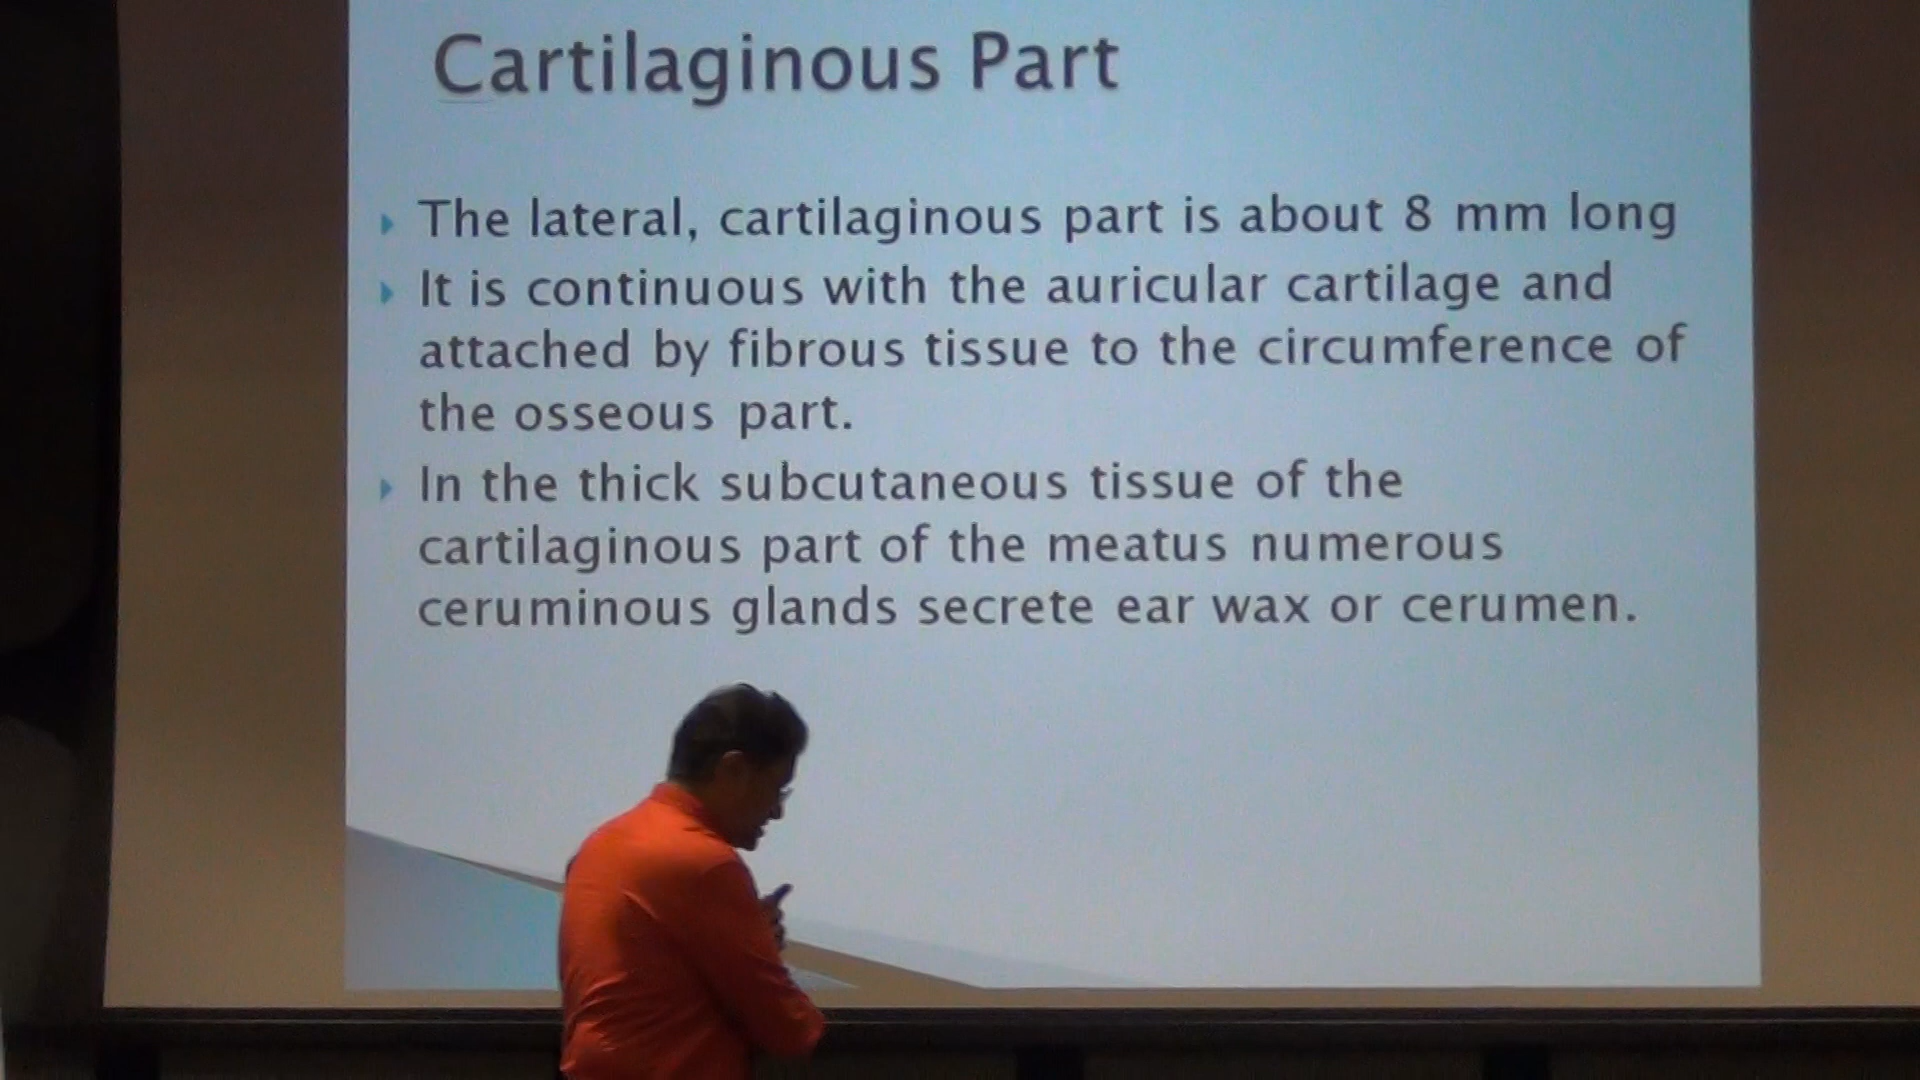 Cartilaginous Part
The lateral, cartilaginous part is about 8 mm long
It is continuous with the auricular cartilage and
attached by fibrous tissue to the circumference of
the osseous part.
In the thick subcutaneous tissue of the
cartilaginous part of the meatus numerous
ceruminous glands secrete ear wax or cerumen.